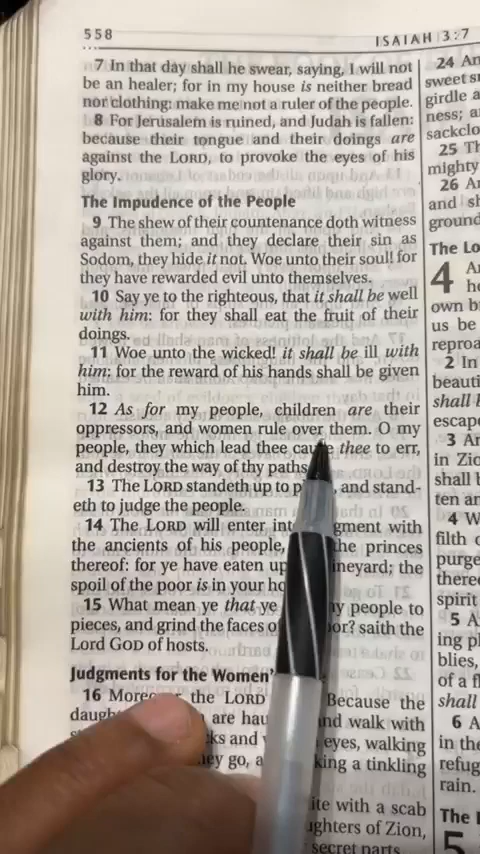 558
ISAIAH 3:7
7 In that day shall he swear, saying, I will not
be an healer; for in my house is neither bread
nor clothing: make me not a ruler of the people.
8 For Jerusalem is ruined, and Judah is fallen:
because their tongue and their doings are
against the LORD, to provoke the eyes of his
glory.
The Impudence of the People
9 The shew of their countenance doth witness
against them; and they declare their sin as
Sodom, they hide it not. Woe unto their soul! for
they have rewarded evil unto themselves.
10 Say ye to the righteous, that it shall be well
with him: for they shall eat the fruit of their
doings.
11 Woe unto the wicked! it shall be ill with
him: for the reward of his hands shall be given
him.
12 As for my people, children are their
oppressors, and women rule over them. O my
people, they which lead thee cause thee to err,
and destroy the way of thy paths
13 The LORD standeth up to p , and stand-
eth to judge the people.
14 The LORD will enter int gment with
the ancients of his people, the princes
thereof: for ye have eaten up ineyard; the
spoil of the poor is in your ho
15 What mean ye that ye y people to
pieces, and grind the faces o or? saith the
Lord GOD of hosts.
Judgments for the Women
16 Moreover the LORD Because the
daught are hau nd walk with
cks and eyes, walking
ey go, a king a tinkling
ite with a scab
ughters of Zion,
secret parts
24 An
sweet s
girdle a
ness; a
sackclo
25 Th
mighty
26 A
and s
ground
The Lo
4 A
h
own b
us be
reproa
2 In
beauti
shall
escap
3 A
in Zio
shall
ten a
4 W
filth
purge
there
spirit
5 A
ing pl
blies,
of a fl
shall
6 A
in the
refug
rain.
The
5